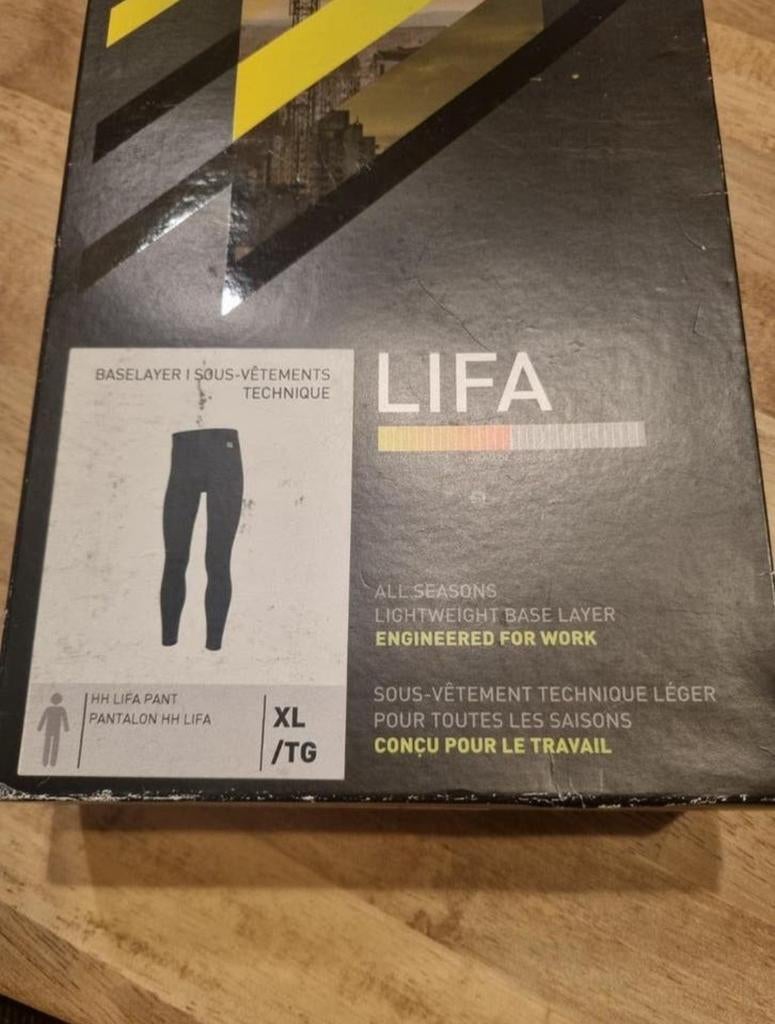 BASELAYER I SOUS-VÊTEMENTS
TECHNIQUE
LIFA
ALL SEASONS
LIGHTWEIGHT BASE LAYER
ENGINEERED FOR WORK
SOUS-VÊTEMENT TECHNIQUE LÉGER
POUR TOUTES LES SAISONS
CONÇU POUR LE TRAVAIL
HH LIFA PANT
PANTALON HH LIFA
XL
/TG